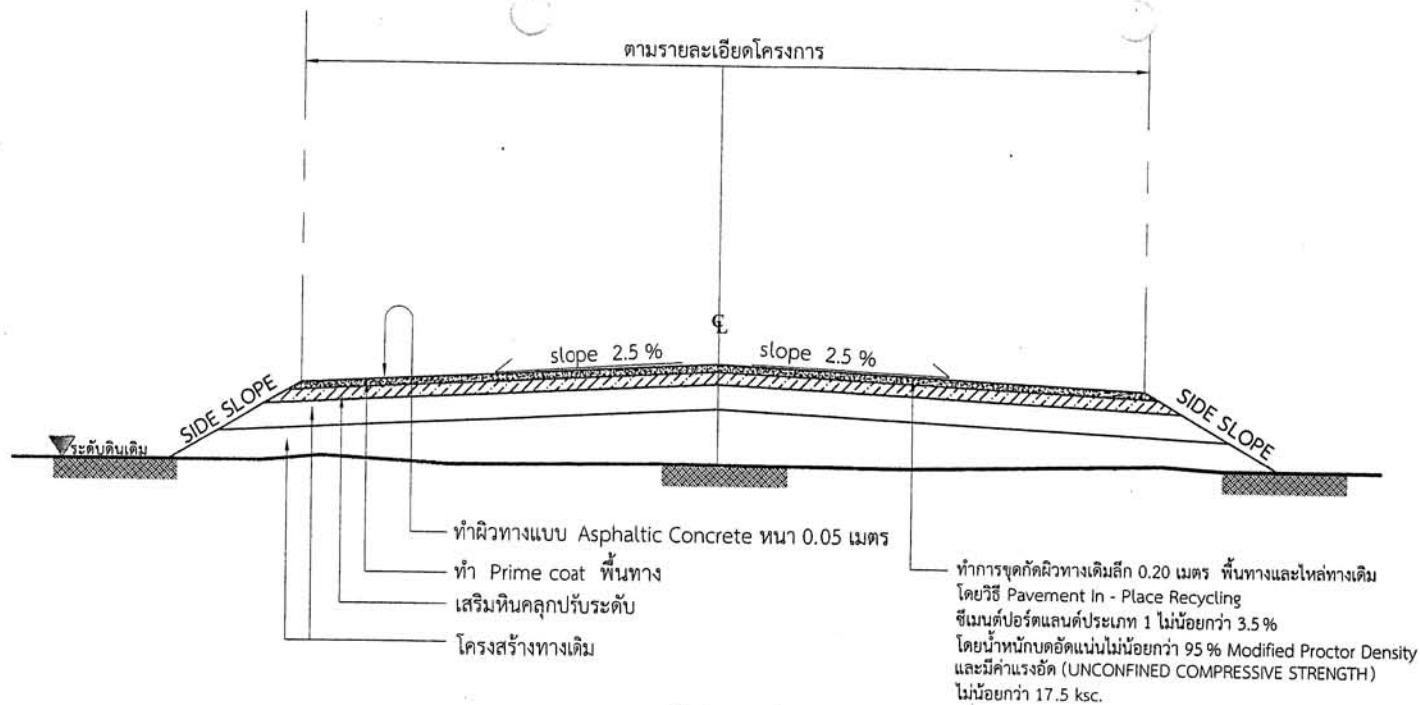 ตามรายละเอียดโครงการ
℄
slope 2.5 %
slope 2.5 %
SIDE SLOPE
SIDE SLOPE
ระดับดินเดิม
ทำผิวทางแบบ Asphaltic Concrete หนา 0.05 เมตร
ทำ Prime coat พื้นทาง
เสริมหินคลุกปรับระดับ
โครงสร้างทางเดิม
ทำการขุดกัดผิวทางเดิมลึก 0.20 เมตร พื้นทางและไหล่ทางเดิม
โดยวิธี Pavement In - Place Recycling
ซีเมนต์ปอร์ตแลนด์ประเภท 1 ไม่น้อยกว่า 3.5 %
โดยน้ำหนักบดอัดแน่นไม่น้อยกว่า 95 % Modified Proctor Density
และมีค่าแรงอัด (UNCONFINED COMPRESSIVE STRENGTH)
ไม่น้อยกว่า 17.5 ksc.